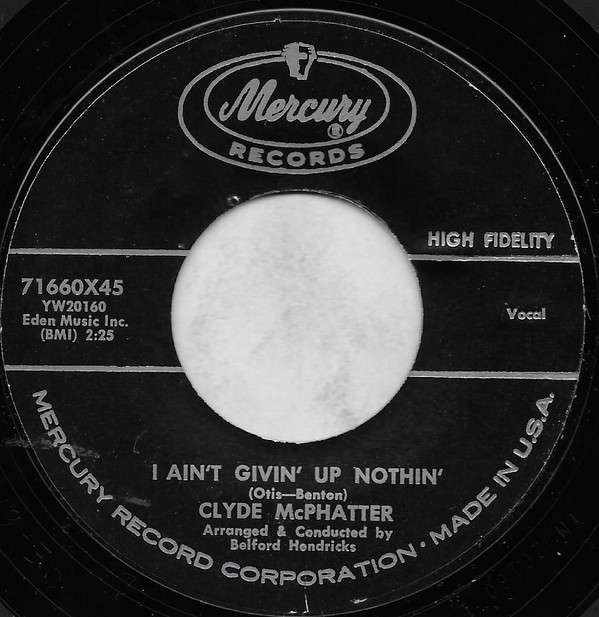 Mercury
®
RECORDS
HIGH FIDELITY
71660X45
YW20160
Eden Music Inc.
(BMI) 2:25
Vocal
I AIN'T GIVIN' UP NOTHIN'
(Otis—Benton)
CLYDE McPHATTER
Arranged & Conducted by
Belford Hendricks
MERCURY RECORD CORPORATION • MADE IN U.S.A.